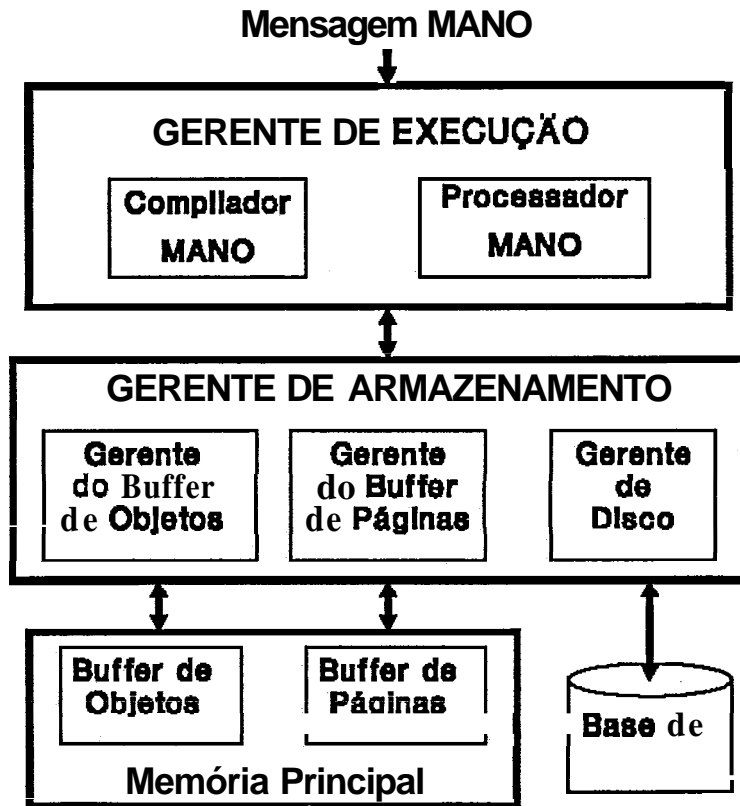 Mensagem MANO
GERENTE DE EXECUÇÃO
Compilador
MANO
Processador
MANO
GERENTE DE ARMAZENAMENTO
Gerente
do Buffer
de Objetos
Gerente
do Buffer
de Páginas
Gerente
de
Disco
Buffer de
Objetos
Buffer de
Páginas
Memória Principal
Base de